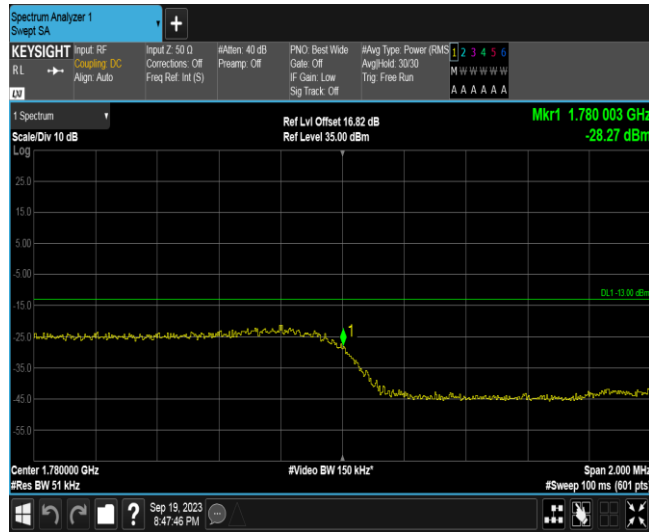 Spectrum Analyzer 1
Swept SA
+
KEYSIGHT
RL
LXI
Input: RF
Coupling: DC
Align: Auto
Input Z: 50 Ω
Corrections: Off
Freq Ref: Int (S)
#Atten: 40 dB
Preamp: Off
PNO: Best Wide
Gate: Off
IF Gain: Low
Sig Track: Off
#Avg Type: Power (RMS
Avg|Hold: 30/30
Trig: Free Run
1 2 3 4 5 6
M W W W W W
A A A A A A
1 Spectrum
Scale/Div 10 dB
Log
Ref Lvl Offset 16.82 dB
Ref Level 35.00 dBm
Mkr1 1.780 003 GHz
-28.27 dBm
25.0
15.0
5.00
-5.00
DL1 -13.00 dBm
-15.0
-25.0
1
-35.0
-45.0
-55.0
Center 1.780000 GHz
#Res BW 51 kHz
#Video BW 150 kHz*
Span 2.000 MHz
#Sweep 100 ms (601 pts)
?
Sep 19, 2023
8:47:46 PM